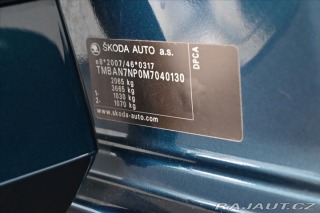 ŠKODA AUTO a.s.
e8*2007/46*0317
TMBAN7NP0M7040130
2065 kg
3665 kg
1- 1030 kg
2- 1070 kg
www.skoda-auto.com
DPCA
RAJAUT.CZ